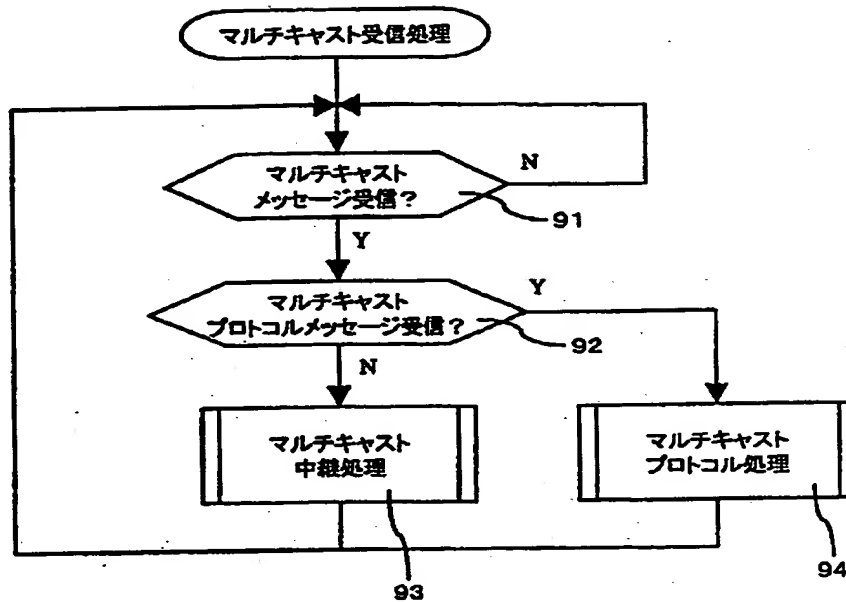 マルチキャスト受信処理
マルチキャスト
メッセージ受信?
N
91
Y
マルチキャスト
プロトコルメッセージ受信?
Y
92
N
マルチキャスト
中継処理
マルチキャスト
プロトコル処理
93
94